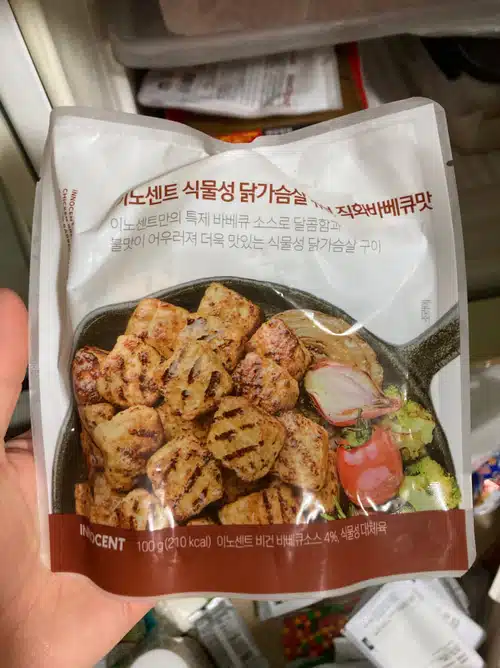 이노센트 식물성 닭가슴살 구이 직화바베큐맛
이노센트만의 특제 바베큐 소스로 달콤함과
불맛이 어우러져 더욱 맛있는 식물성 닭가슴살 구이
INNOCENT
INNOCENT 100 g (210 kcal) 이노센트 비건 바베큐소스 4%, 식물성 대체육